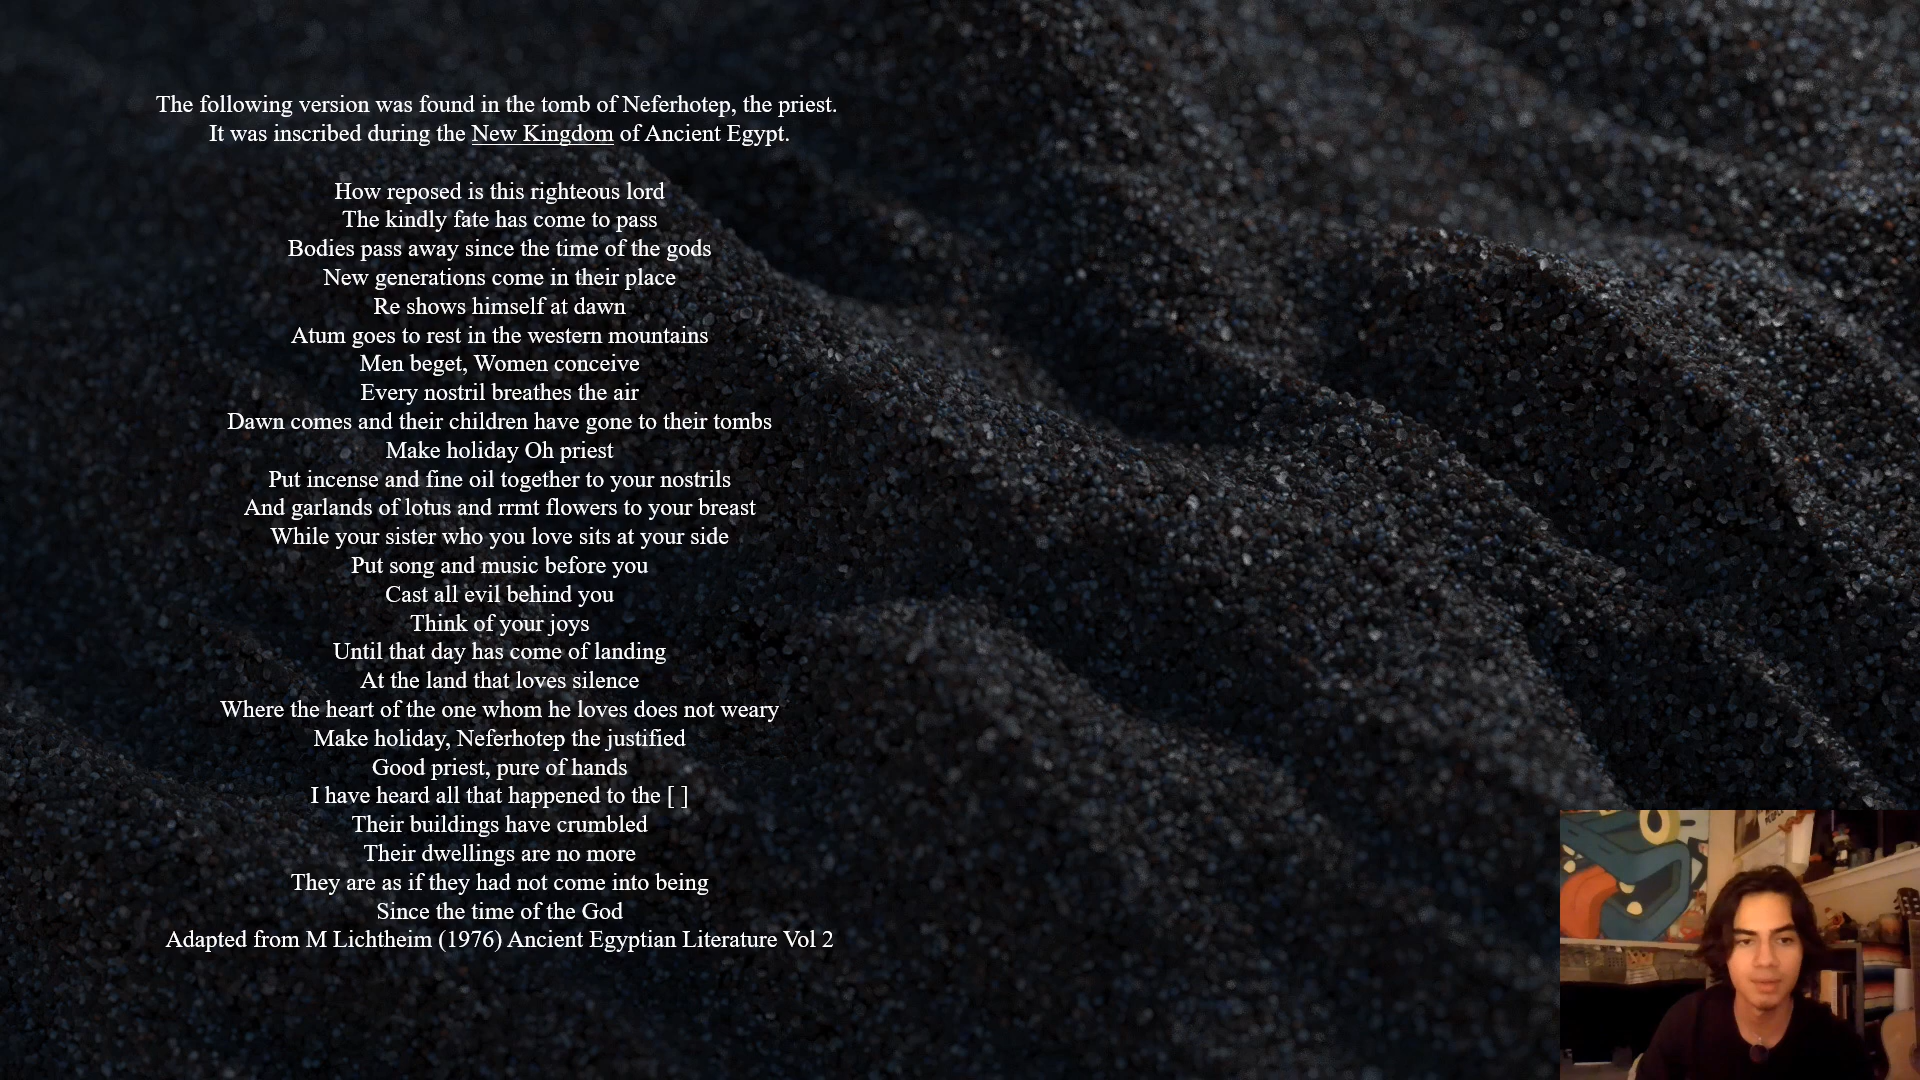 The following version was found in the tomb of Neferhotep, the priest.
It was inscribed during the New Kingdom of Ancient Egypt.
How reposed is this righteous lord
The kindly fate has come to pass
Bodies pass away since the time of the gods
New generations come in their place
Re shows himself at dawn
Atum goes to rest in the western mountains
Men beget, Women conceive
Every nostril breathes the air
Dawn comes and their children have gone to their tombs
Make holiday Oh priest
Put incense and fine oil together to your nostrils
And garlands of lotus and rrmt flowers to your breast
While your sister who you love sits at your side
Put song and music before you
Cast all evil behind you
Think of your joys
Until that day has come of landing
At the land that loves silence
Where the heart of the one whom he loves does not weary
Make holiday, Neferhotep the justified
Good priest, pure of hands
I have heard all that happened to the [ ]
Their buildings have crumbled
Their dwellings are no more
They are as if they had not come into being
Since the time of the God
Adapted from M Lichtheim (1976) Ancient Egyptian Literature Vol 2